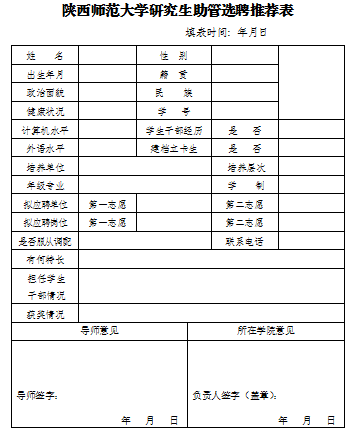 陕西师范大学研究生助管选聘推荐表
填表时间：年月日
姓 名 性 别
出生年月 籍 贯
政治面貌 民 族
健康状况 学 号
计算机水平 学生干部经历 是 否
外语水平 建档立卡生 是 否
培养单位 培养层次
年级专业 学 制
拟应聘单位 第一志愿 第二志愿
拟应聘岗位 第一志愿 第二志愿
是否服从调配 联系电话
有何特长
担任学生
干部情况
获奖情况
导师意见 所在学院意见
导师签字： 负责人签字（盖章）：
年 月 日 年 月 日